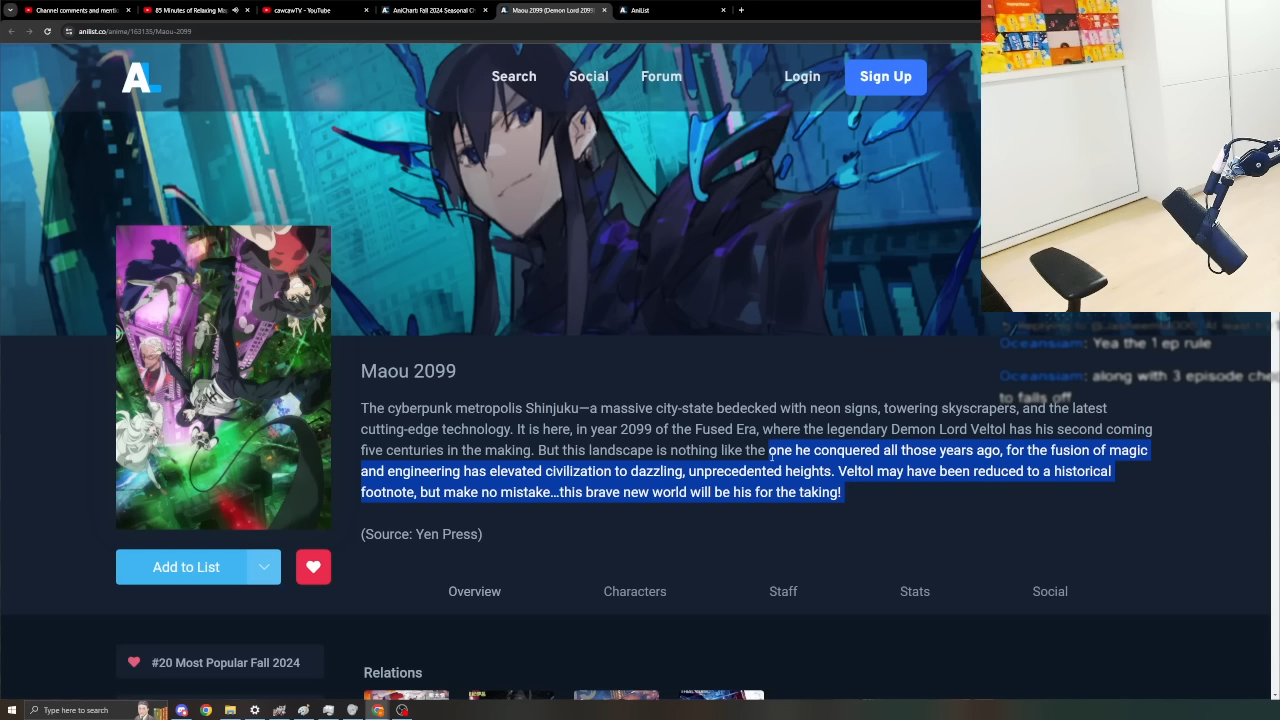 Channel comments and menti
85 Minutes of Relaxing Ma
cawcawTV - YouTube
AniChart: Fall 2024 Seasonal Ch
Maou 2099 (Demon Lord 2099)
AniList
anilist.co/anime/163135/Maou-2099
AL
Search
Social
Forum
Login
Sign Up
Oceansiam: Yea the 1 ep rule
Oceansiam: along with 3 episode che
to falls off
Maou 2099
The cyberpunk metropolis Shinjuku—a massive city-state bedecked with neon signs, towering skyscrapers, and the latest
cutting-edge technology. It is here, in year 2099 of the Fused Era, where the legendary Demon Lord Veltol has his second coming
five centuries in the making. But this landscape is nothing like the one he conquered all those years ago, for the fusion of magic
and engineering has elevated civilization to dazzling, unprecedented heights. Veltol may have been reduced to a historical
footnote, but make no mistake…this brave new world will be his for the taking!
(Source: Yen Press)
Add to List
Overview
Characters
Staff
Stats
Social
#20 Most Popular Fall 2024
Relations
Type here to search